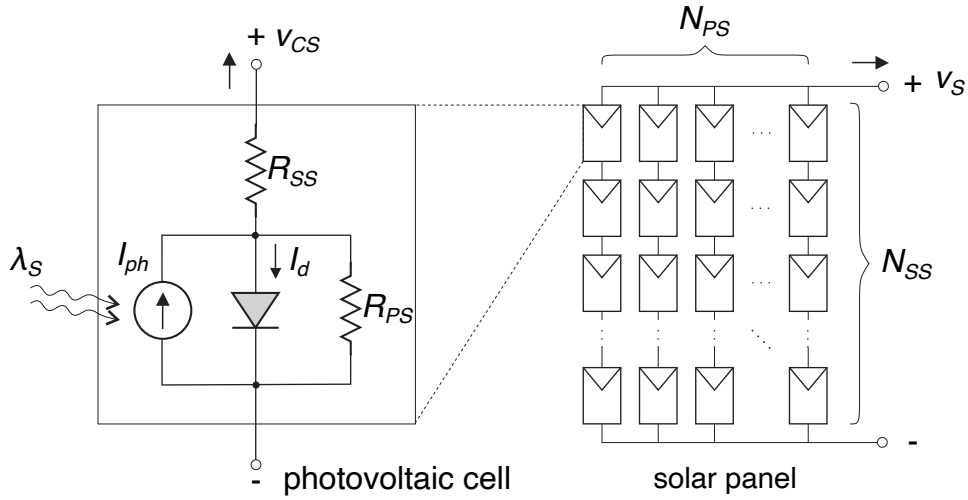 + v_CS
R_SS
λ_S
I_ph
I_d
R_PS
- photovoltaic cell
N_PS
+ v_S
...
...
...
N_SS
-
solar panel